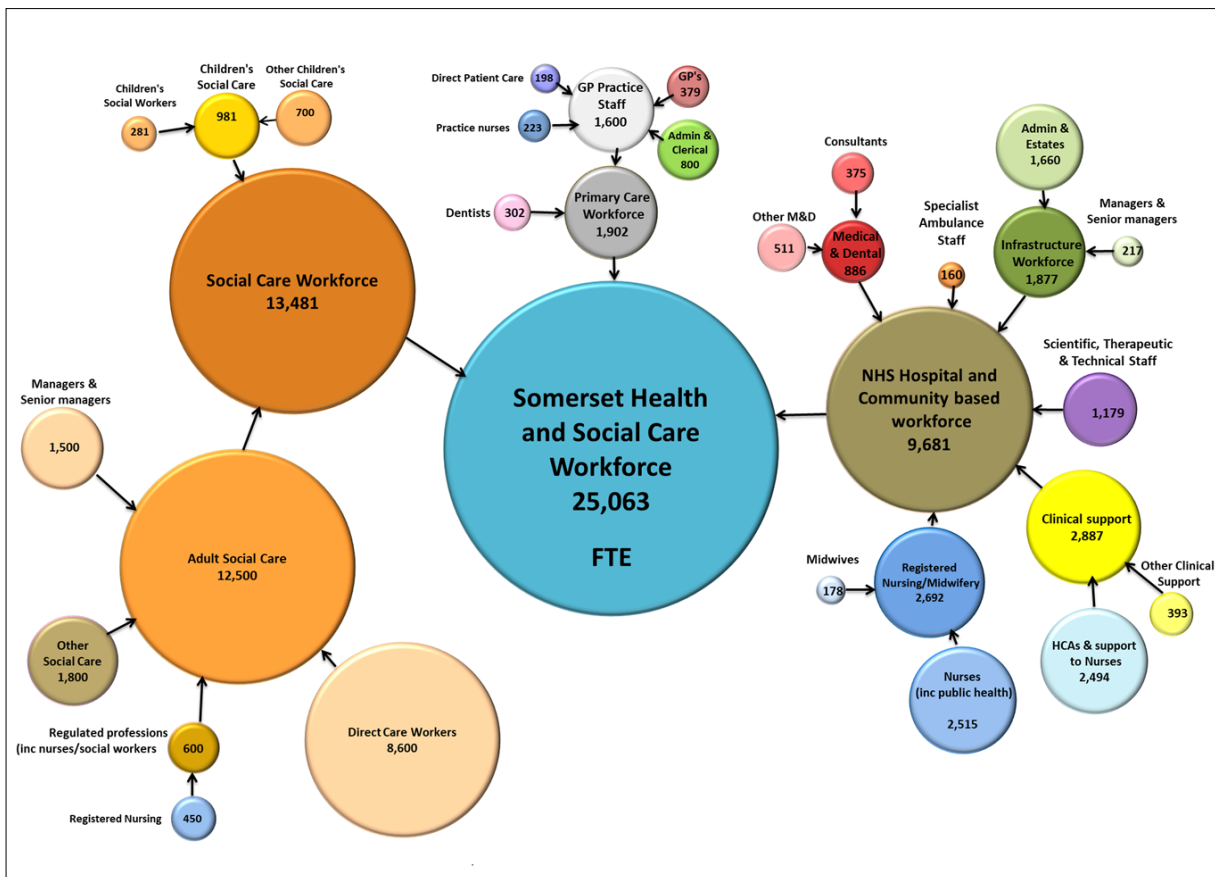 Children's
Social Workers
281
Children's
Social Care
981
Other Children's
Social Care
700
Social Care Workforce
13,481
Managers &
Senior managers
1,500
Adult Social Care
12,500
Other
Social Care
1,800
Regulated professions
(inc nurses/social workers
600
Registered Nursing
450
Direct Care Workers
8,600
Direct Patient Care
198
Practice nurses
223
GP Practice
Staff
1,600
GP's
379
Admin &
Clerical
800
Dentists
302
Primary Care
Workforce
1,902
Somerset Health
and Social Care
Workforce
25,063
FTE
Consultants
375
Other M&D
511
Medical
& Dental
886
Specialist
Ambulance
Staff
160
Admin &
Estates
1,660
Managers &
Senior managers
217
Infrastructure
Workforce
1,877
NHS Hospital and
Community based
workforce
9,681
Scientific, Therapeutic
& Technical Staff
1,179
Clinical support
2,887
Other Clinical
Support
393
HCAs & support
to Nurses
2,494
Midwives
178
Registered
Nursing/Midwifery
2,692
Nurses
(inc public health)
2,515